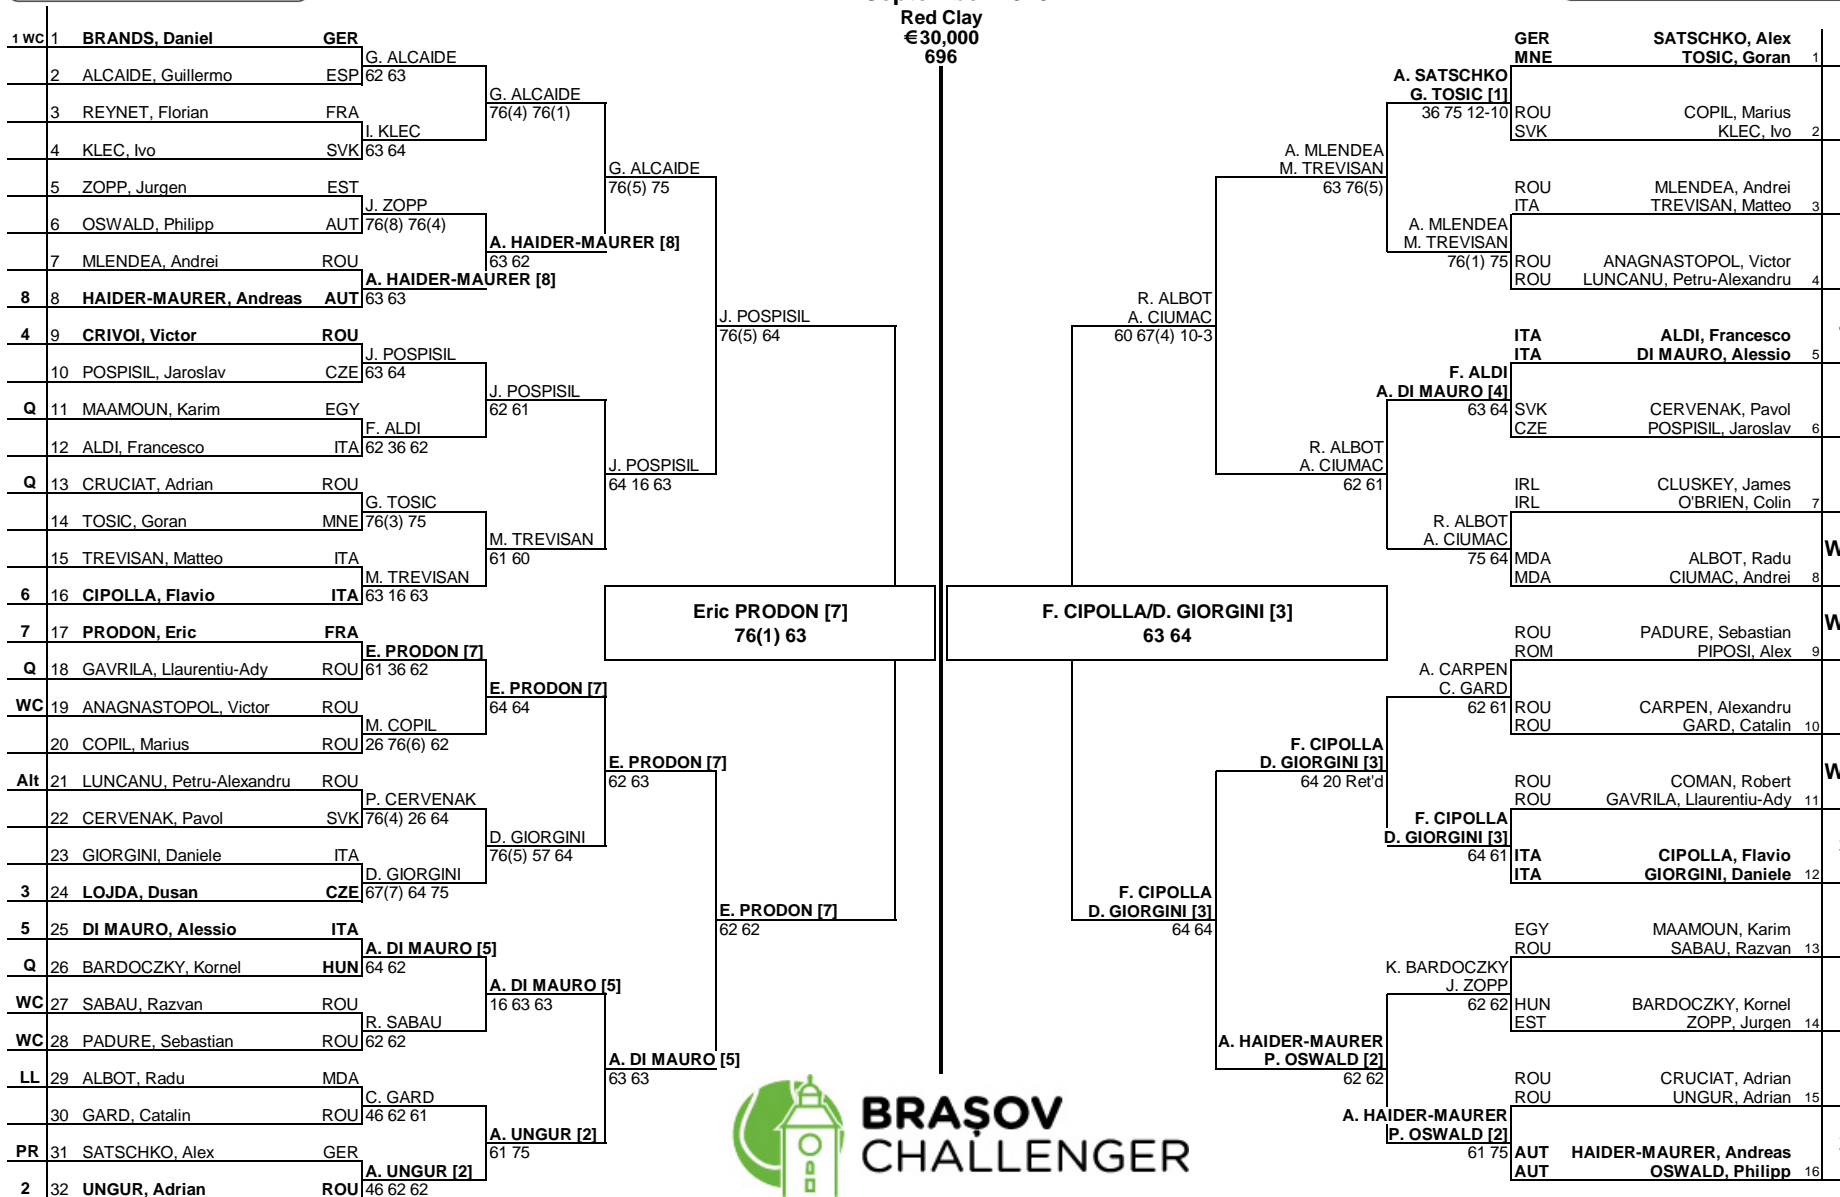 Red Clay
€30,000
696
1 WC 1 BRANDS, Daniel GER
G. ALCAIDE
2 ALCAIDE, Guillermo ESP 62 63
G. ALCAIDE
3 REYNET, Florian FRA 76(4) 76(1)
I. KLEC
4 KLEC, Ivo SVK 63 64
G. ALCAIDE
5 ZOPP, Jurgen EST 76(5) 75
J. ZOPP
6 OSWALD, Philipp AUT 76(8) 76(4)
A. HAIDER-MAURER [8]
7 MLENDEA, Andrei ROU 63 62
A. HAIDER-MAURER [8]
8 8 HAIDER-MAURER, Andreas AUT 63 63
J. POSPISIL
4 9 CRIVOI, Victor ROU 76(5) 64
J. POSPISIL
10 POSPISIL, Jaroslav CZE 63 64
J. POSPISIL
Q 11 MAAMOUN, Karim EGY 62 61
F. ALDI
12 ALDI, Francesco ITA 62 36 62
J. POSPISIL
Q 13 CRUCIAT, Adrian ROU 64 16 63
G. TOSIC
14 TOSIC, Goran MNE 76(3) 75
M. TREVISAN
15 TREVISAN, Matteo ITA 61 60
M. TREVISAN
6 16 CIPOLLA, Flavio ITA 63 16 63
Eric PRODON [7]
76(1) 63
7 17 PRODON, Eric FRA
E. PRODON [7]
Q 18 GAVRILA, Llaurentiu-Ady ROU 61 36 62
E. PRODON [7]
WC 19 ANAGNASTOPOL, Victor ROU 64 64
M. COPIL
20 COPIL, Marius ROU 26 76(6) 62
E. PRODON [7]
Alt 21 LUNCANU, Petru-Alexandru ROU 62 63
P. CERVENAK
22 CERVENAK, Pavol SVK 76(4) 26 64
D. GIORGINI
23 GIORGINI, Daniele ITA 76(5) 57 64
D. GIORGINI
3 24 LOJDA, Dusan CZE 67(7) 64 75
E. PRODON [7]
5 25 DI MAURO, Alessio ITA 62 62
A. DI MAURO [5]
Q 26 BARDOCZKY, Kornel HUN 64 62
A. DI MAURO [5]
WC 27 SABAU, Razvan ROU 16 63 63
R. SABAU
WC 28 PADURE, Sebastian ROU 62 62
A. DI MAURO [5]
LL 29 ALBOT, Radu MDA 63 63
C. GARD
30 GARD, Catalin ROU 46 62 61
A. UNGUR [2]
PR 31 SATSCHKO, Alex GER 61 75
A. UNGUR [2]
2 32 UNGUR, Adrian ROU 46 62 62
GER SATSCHKO, Alex
MNE TOSIC, Goran 1
A. SATSCHKO
G. TOSIC [1]
36 75 12-10 ROU COPIL, Marius
SVK KLEC, Ivo 2
A. MLENDEA
M. TREVISAN
63 76(5) ROU MLENDEA, Andrei
ITA TREVISAN, Matteo 3
A. MLENDEA
M. TREVISAN
76(1) 75 ROU ANAGNASTOPOL, Victor
ROU LUNCANU, Petru-Alexandru 4
R. ALBOT
A. CIUMAC
60 67(4) 10-3 ITA ALDI, Francesco
ITA DI MAURO, Alessio 5
F. ALDI
A. DI MAURO [4]
63 64 SVK CERVENAK, Pavol
CZE POSPISIL, Jaroslav 6
R. ALBOT
A. CIUMAC
62 61 IRL CLUSKEY, James
IRL O'BRIEN, Colin 7
R. ALBOT
A. CIUMAC
75 64 MDA ALBOT, Radu
MDA CIUMAC, Andrei 8
F. CIPOLLA/D. GIORGINI [3]
63 64
ROU PADURE, Sebastian
ROM PIPOSI, Alex 9
A. CARPEN
C. GARD
62 61 ROU CARPEN, Alexandru
ROU GARD, Catalin 10
F. CIPOLLA
D. GIORGINI [3]
64 20 Ret'd ROU COMAN, Robert
ROU GAVRILA, Llaurentiu-Ady 11
F. CIPOLLA
D. GIORGINI [3]
64 61 ITA CIPOLLA, Flavio
ITA GIORGINI, Daniele 12
F. CIPOLLA
D. GIORGINI [3]
64 64 EGY MAAMOUN, Karim
ROU SABAU, Razvan 13
K. BARDOCZKY
J. ZOPP
62 62 HUN BARDOCZKY, Kornel
EST ZOPP, Jurgen 14
A. HAIDER-MAURER
P. OSWALD [2]
62 62 ROU CRUCIAT, Adrian
ROU UNGUR, Adrian 15
A. HAIDER-MAURER
P. OSWALD [2]
61 75 AUT HAIDER-MAURER, Andreas
AUT OSWALD, Philipp 16
BRAȘOV
CHALLENGER